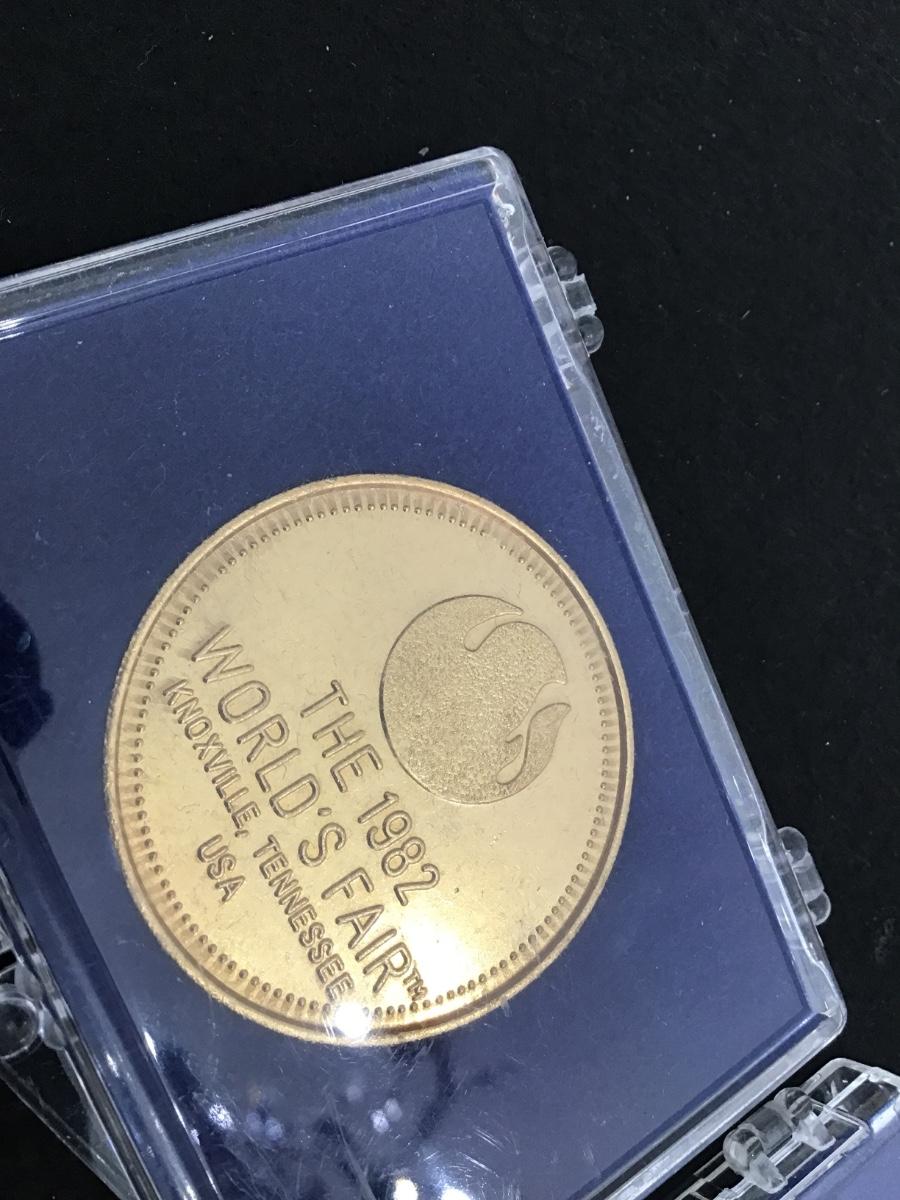 THE 1982
WORLD'S FAIR™
KNOXVILLE, TENNESSEE
USA